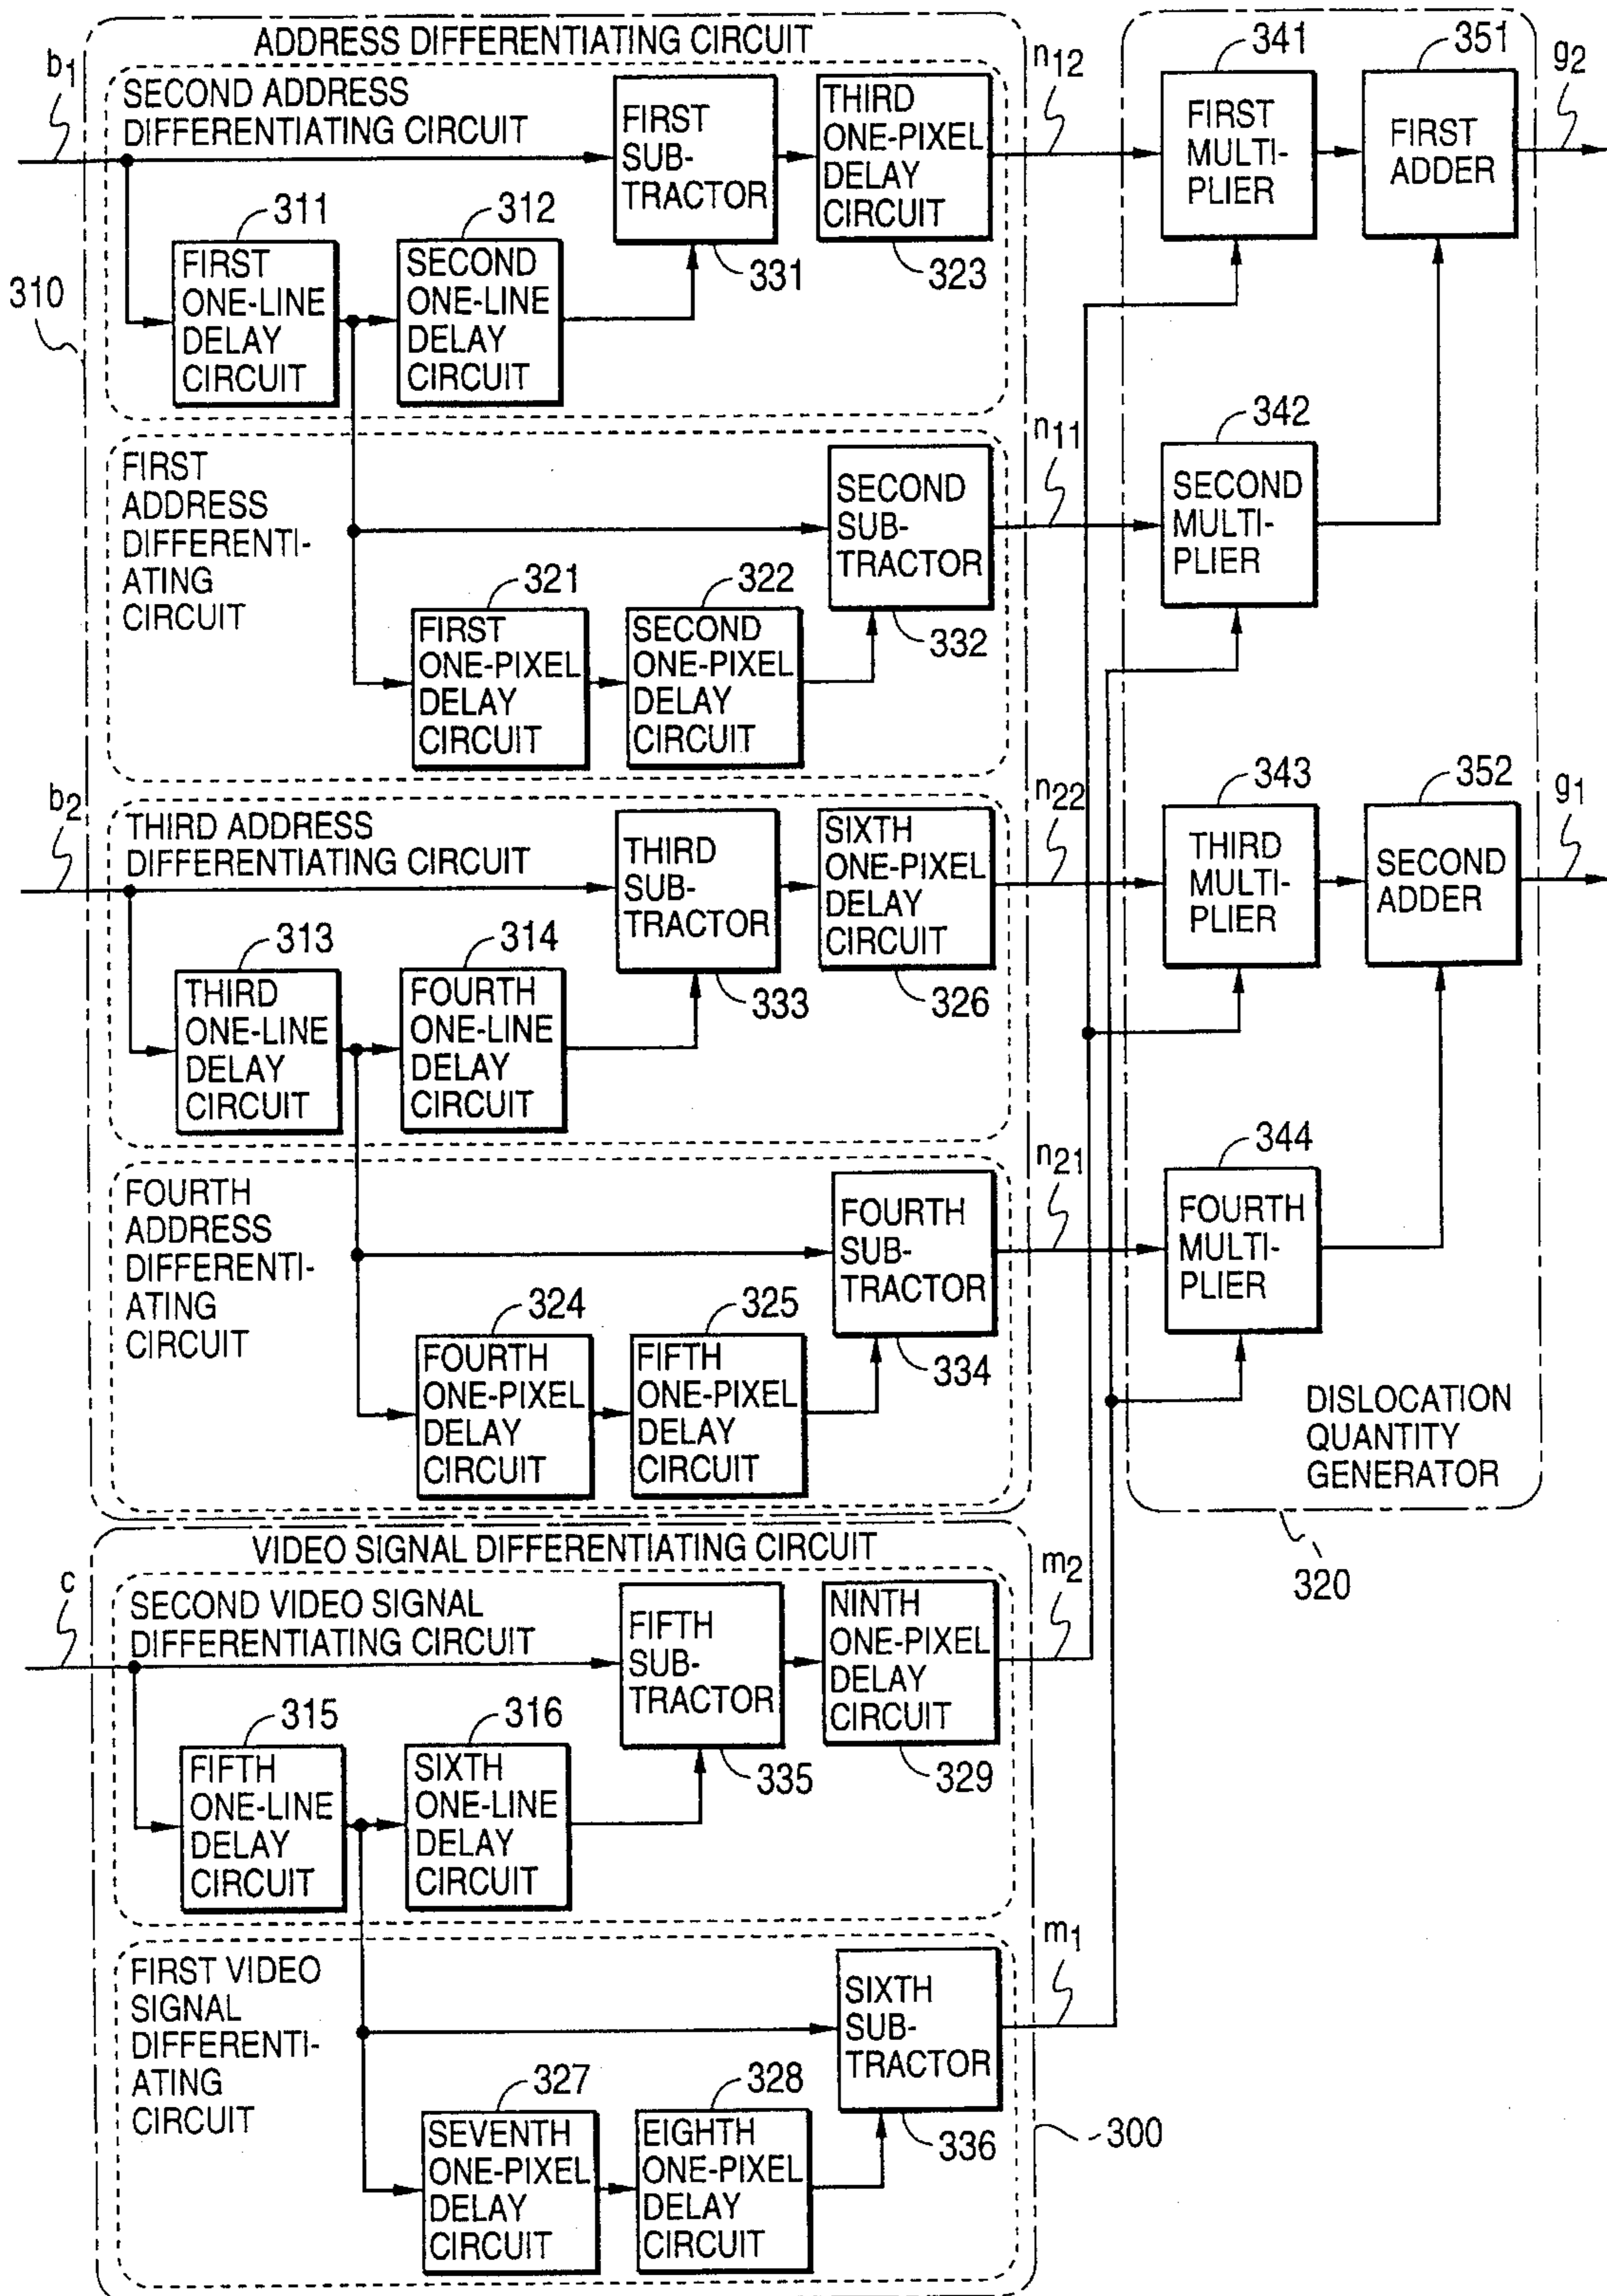 ADDRESS DIFFERENTIATING CIRCUIT
b1
SECOND ADDRESS
DIFFERENTIATING CIRCUIT
FIRST
SUB-
TRACTOR
331
THIRD
ONE-PIXEL
DELAY
CIRCUIT
323
n12
341
FIRST
MULTI-
PLIER
351
FIRST
ADDER
g2
310
311
FIRST
ONE-LINE
DELAY
CIRCUIT
312
SECOND
ONE-LINE
DELAY
CIRCUIT
FIRST
ADDRESS
DIFFERENTI-
ATING
CIRCUIT
SECOND
SUB-
TRACTOR
332
n11
342
SECOND
MULTI-
PLIER
321
FIRST
ONE-PIXEL
DELAY
CIRCUIT
322
SECOND
ONE-PIXEL
DELAY
CIRCUIT
b2
THIRD ADDRESS
DIFFERENTIATING CIRCUIT
THIRD
SUB-
TRACTOR
333
SIXTH
ONE-PIXEL
DELAY
CIRCUIT
326
n22
343
THIRD
MULTI-
PLIER
352
SECOND
ADDER
g1
313
THIRD
ONE-LINE
DELAY
CIRCUIT
314
FOURTH
ONE-LINE
DELAY
CIRCUIT
FOURTH
ADDRESS
DIFFERENTI-
ATING
CIRCUIT
FOURTH
SUB-
TRACTOR
334
n21
344
FOURTH
MULTI-
PLIER
324
FOURTH
ONE-PIXEL
DELAY
CIRCUIT
325
FIFTH
ONE-PIXEL
DELAY
CIRCUIT
DISLOCATION
QUANTITY
GENERATOR
320
VIDEO SIGNAL DIFFERENTIATING CIRCUIT
c
SECOND VIDEO SIGNAL
DIFFERENTIATING CIRCUIT
FIFTH
SUB-
TRACTOR
335
NINTH
ONE-PIXEL
DELAY
CIRCUIT
329
m2
315
FIFTH
ONE-LINE
DELAY
CIRCUIT
316
SIXTH
ONE-LINE
DELAY
CIRCUIT
FIRST VIDEO
SIGNAL
DIFFERENTI-
ATING
CIRCUIT
SIXTH
SUB-
TRACTOR
336
m1
300
327
SEVENTH
ONE-PIXEL
DELAY
CIRCUIT
328
EIGHTH
ONE-PIXEL
DELAY
CIRCUIT